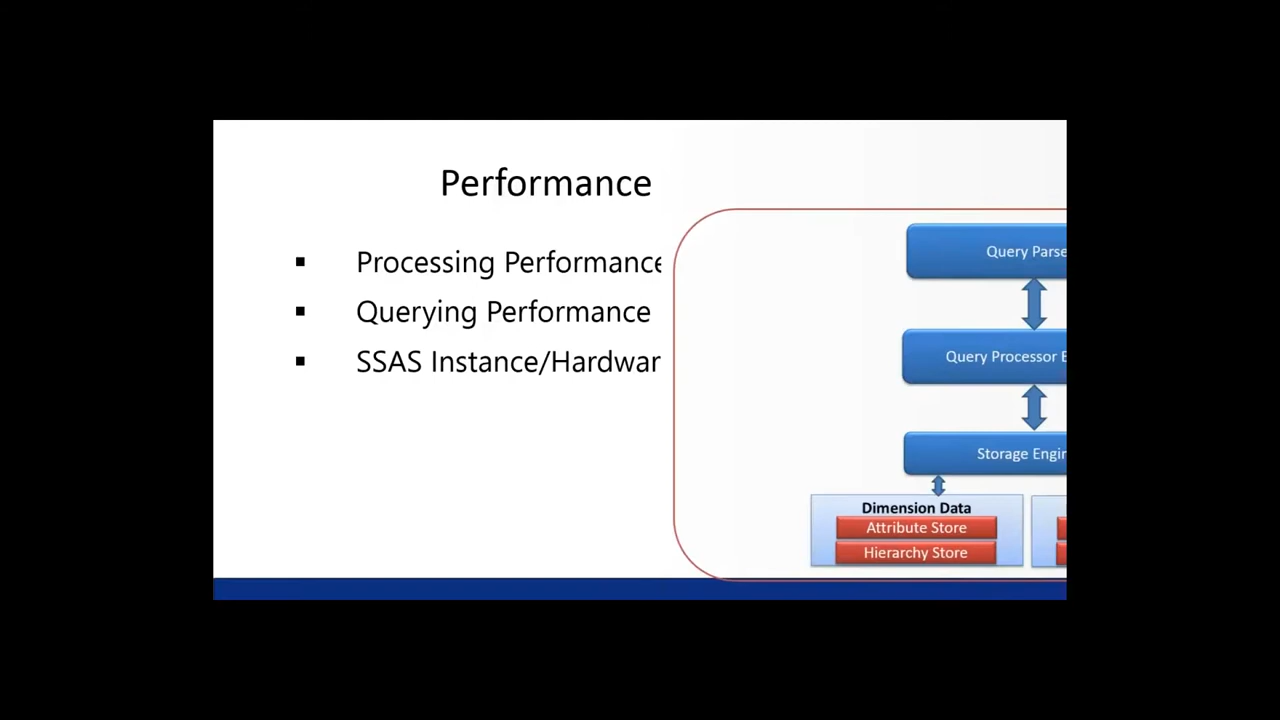 Performance
Processing Performance
Querying Performance
SSAS Instance/Hardwar
Query Parse
Query Processor E
Storage Engin
Dimension Data
Attribute Store
Hierarchy Store